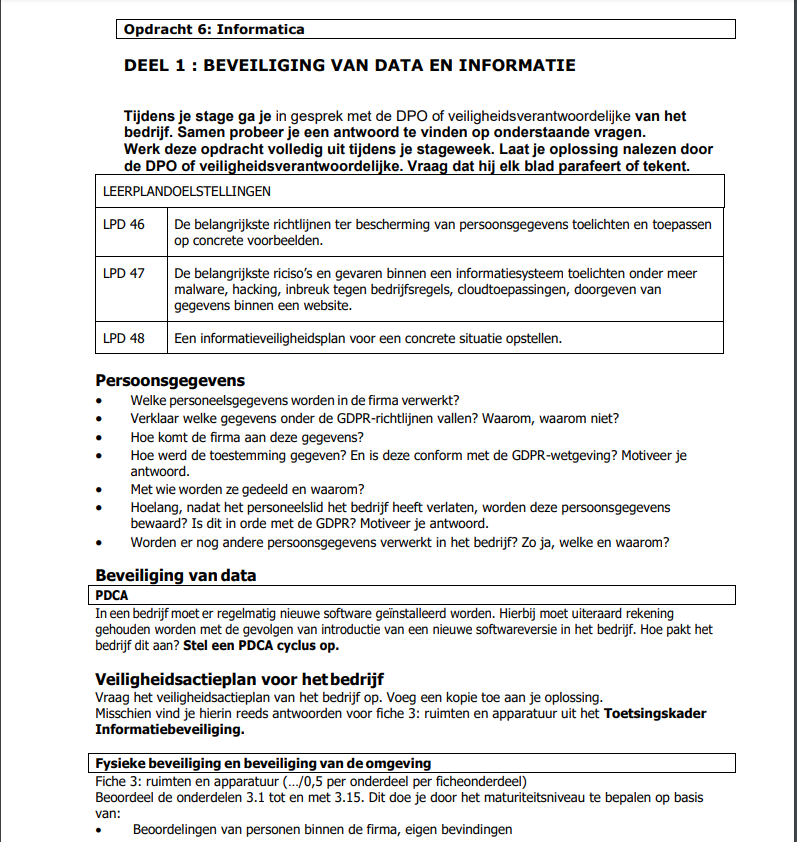 Opdracht 6: Informatica
DEEL 1 : BEVEILIGING VAN DATA EN INFORMATIE
Tijdens je stage ga je in gesprek met de DPO of veiligheidsverantwoordelijke van het
bedrijf. Samen probeer je een antwoord te vinden op onderstaande vragen.
Werk deze opdracht volledig uit tijdens je stageweek. Laat je oplossing nalezen door
de DPO of veiligheidsverantwoordelijke. Vraag dat hij elk blad parafeert of tekent.
LEERPLANDOELSTELLINGEN
LPD 46 De belangrijkste richtlijnen ter bescherming van persoonsgegevens toelichten en toepassen
op concrete voorbeelden.
LPD 47 De belangrijkste riciso's en gevaren binnen een informatiesysteem toelichten onder meer
malware, hacking, inbreuk tegen bedrijfsregels, cloudtoepassingen, doorgeven van
gegevens binnen een website.
LPD 48 Een informatieveiligheidsplan voor een concrete situatie opstellen.
Persoonsgegevens
• Welke personeelsgegevens worden in de firma verwerkt?
• Verklaar welke gegevens onder de GDPR-richtlijnen vallen? Waarom, waarom niet?
• Hoe komt de firma aan deze gegevens?
• Hoe werd de toestemming gegeven? En is deze conform met de GDPR-wetgeving? Motiveer je
antwoord.
• Met wie worden ze gedeeld en waarom?
• Hoelang, nadat het personeelslid het bedrijf heeft verlaten, worden deze persoonsgegevens
bewaard? Is dit in orde met de GDPR? Motiveer je antwoord.
• Worden er nog andere persoonsgegevens verwerkt in het bedrijf? Zo ja, welke en waarom?
Beveiliging van data
PDCA
In een bedrijf moet er regelmatig nieuwe software geïnstalleerd worden. Hierbij moet uiteraard rekening
gehouden worden met de gevolgen van introductie van een nieuwe softwareversie in het bedrijf. Hoe pakt het
bedrijf dit aan? Stel een PDCA cyclus op.
Veiligheidsactieplan voor het bedrijf
Vraag het veiligheidsactieplan van het bedrijf op. Voeg een kopie toe aan je oplossing.
Misschien vind je hierin reeds antwoorden voor fiche 3: ruimten en apparatuur uit het Toetsingskader
Informatiebeveiliging.
Fysieke beveiliging en beveiliging van de omgeving
Fiche 3: ruimten en apparatuur (…/0,5 per onderdeel per ficheonderdeel)
Beoordeel de onderdelen 3.1 tot en met 3.15. Dit doe je door het maturiteitsniveau te bepalen op basis
van:
• Beoordelingen van personen binnen de firma, eigen bevindingen